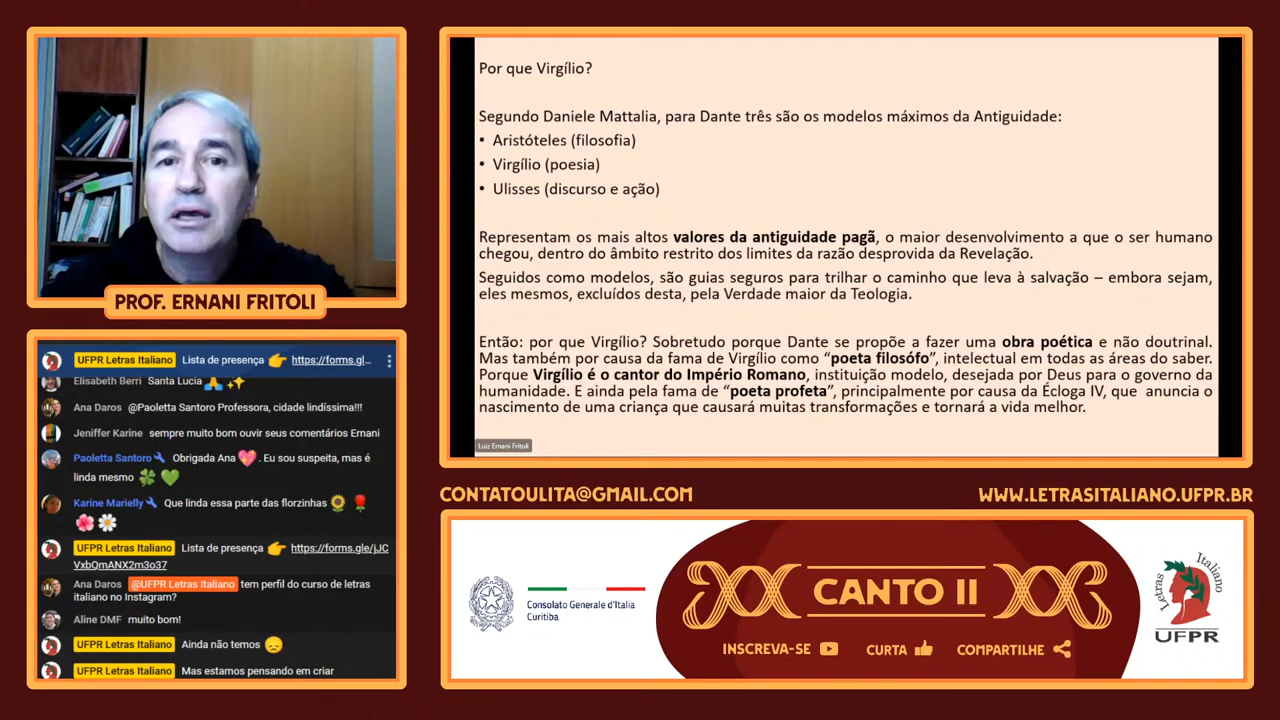 PROF. ERNANI FRITOLI
UFPR Letras Italiano Lista de presença https://forms.gl...
Elisabeth Berri Santa Lucia
Ana Daros @Paoletta Santoro Professora, cidade lindíssima!!!
Jeniffer Karine sempre muito bom ouvir seus comentários Ernani
Paoletta Santoro Obrigada Ana . Eu sou suspeita, mas é
linda mesmo
Karine Marielly Que linda essa parte das florzinhas
UFPR Letras Italiano Lista de presença https://forms.gle/jJC
VxbQmANX2m3o37
Ana Daros @UFPR Letras Italiano tem perfil do curso de letras
italiano no Instagram?
Aline DMF muito bom!
UFPR Letras Italiano Ainda não temos
UFPR Letras Italiano Mas estamos pensando em criar
Por que Virgílio?
Segundo Daniele Mattalia, para Dante três são os modelos máximos da Antiguidade:
• Aristóteles (filosofia)
• Virgílio (poesia)
• Ulisses (discurso e ação)
Representam os mais altos valores da antiguidade pagã, o maior desenvolvimento a que o ser humano
chegou, dentro do âmbito restrito dos limites da razão desprovida da Revelação.
Seguidos como modelos, são guias seguros para trilhar o caminho que leva à salvação – embora sejam,
eles mesmos, excluídos desta, pela Verdade maior da Teologia.
Então: por que Virgílio? Sobretudo porque Dante se propõe a fazer uma obra poética e não doutrinal.
Mas também por causa da fama de Virgílio como “poeta filosófo”, intelectual em todas as áreas do saber.
Porque Virgílio é o cantor do Império Romano, instituição modelo, desejada por Deus para o governo da
humanidade. E ainda pela fama de “poeta profeta”, principalmente por causa da Écloga IV, que anuncia o
nascimento de uma criança que causará muitas transformações e tornará a vida melhor.
Luiz Ernani Fritoli
CONTATOULITA@GMAIL.COM
WWW.LETRASITALIANO.UFPR.BR
Consolato Generale d'Italia
Curitiba
CANTO II
INSCREVA-SE
CURTA
COMPARTILHE
Letras Italiano
UFPR